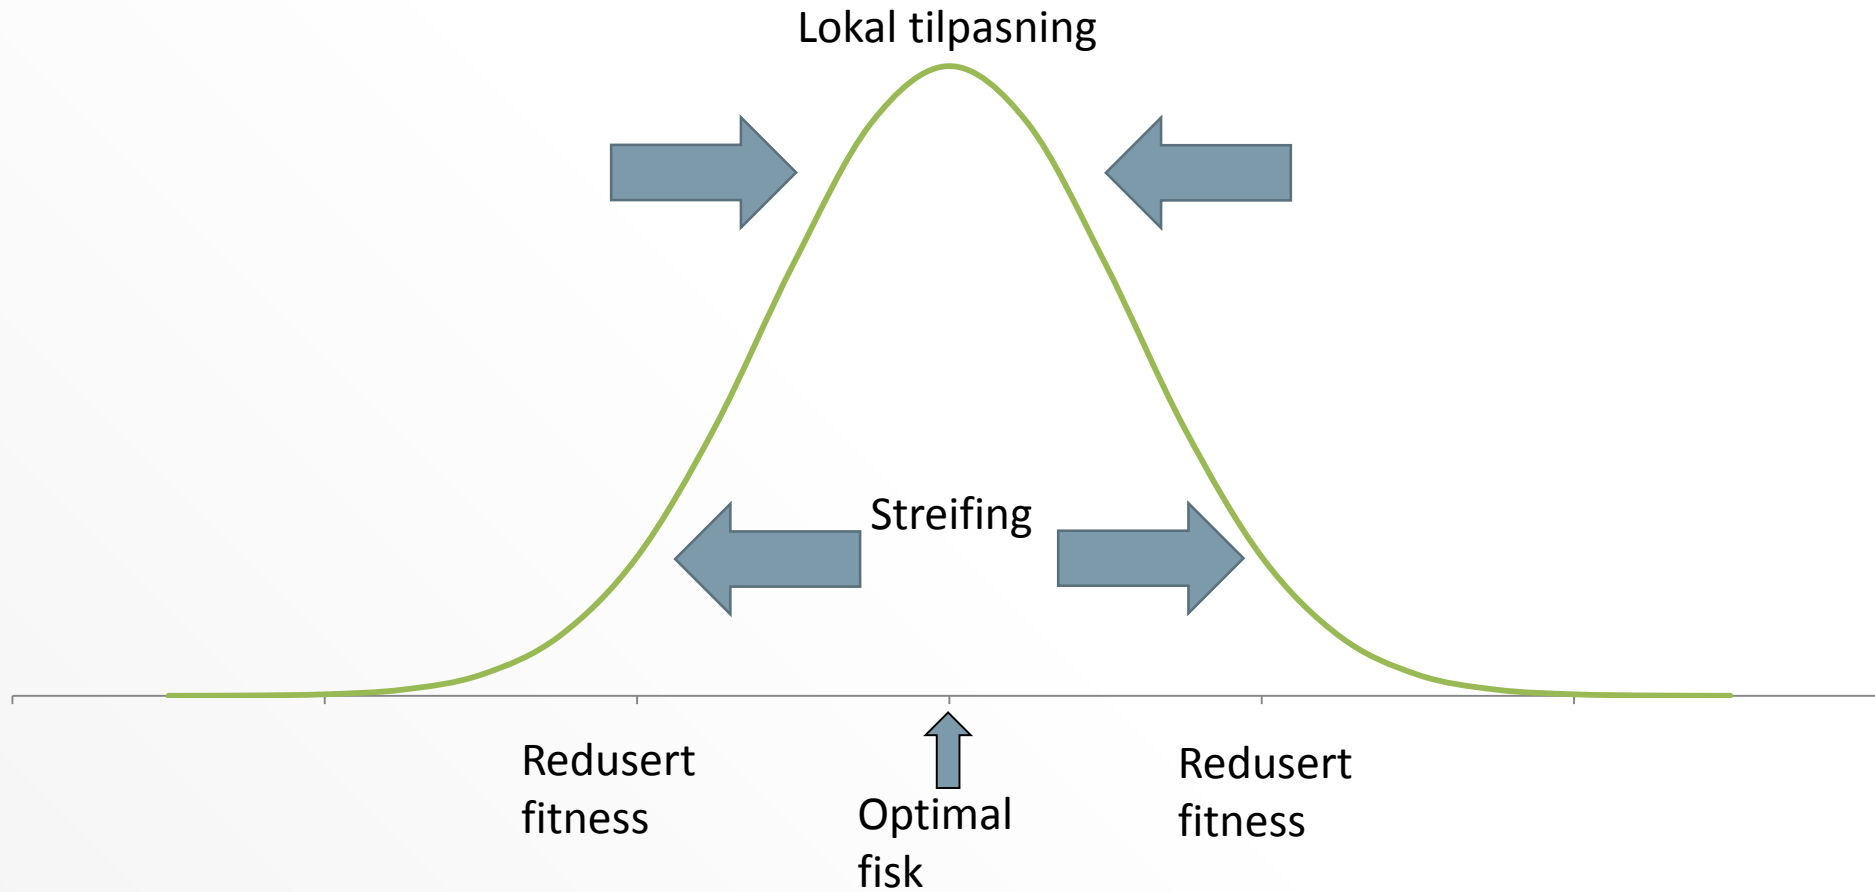 Lokal tilpasning
Streifing
Redusert
fitness
Optimal
fisk
Redusert
fitness